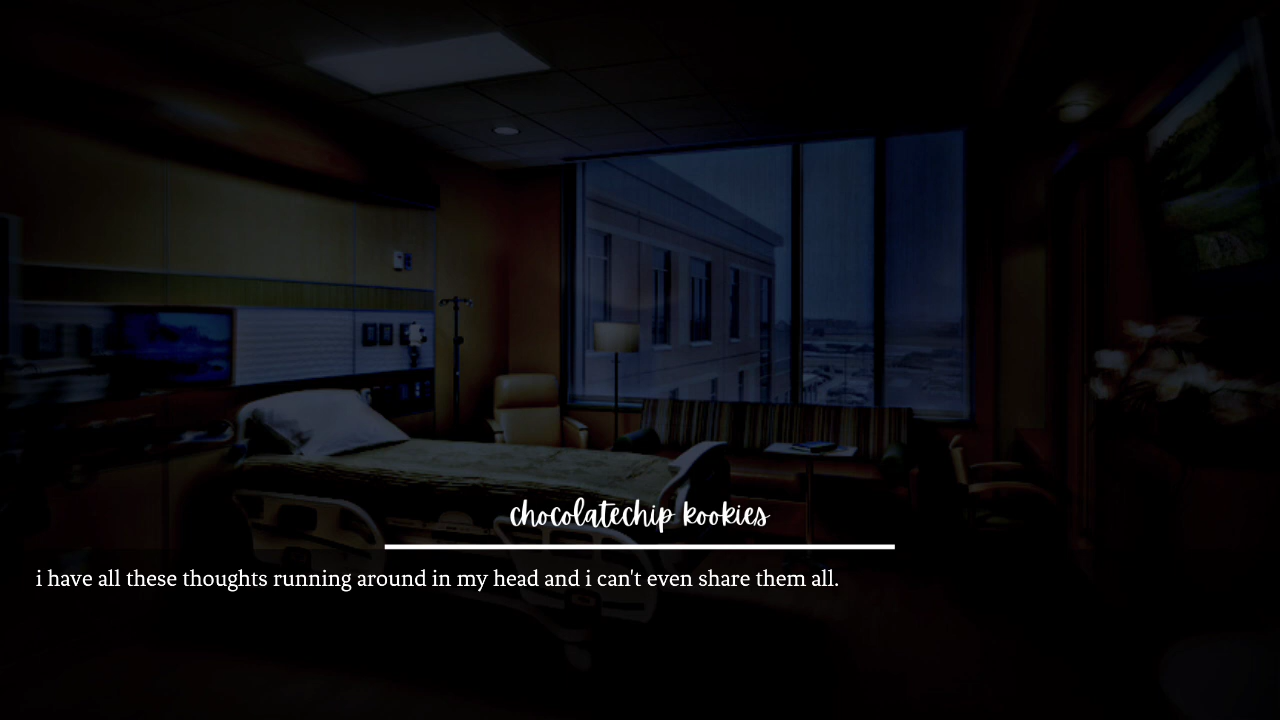 chocolatechip kookies
i have all these thoughts running around in my head and i can't even share them all.